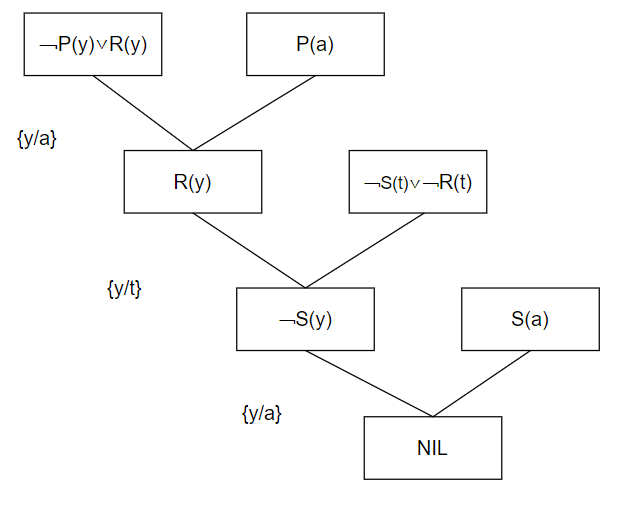 ¬P(y)∨R(y)
P(a)
{y/a}
R(y)
¬S(t)∨¬R(t)
{y/t}
¬S(y)
S(a)
{y/a}
NIL